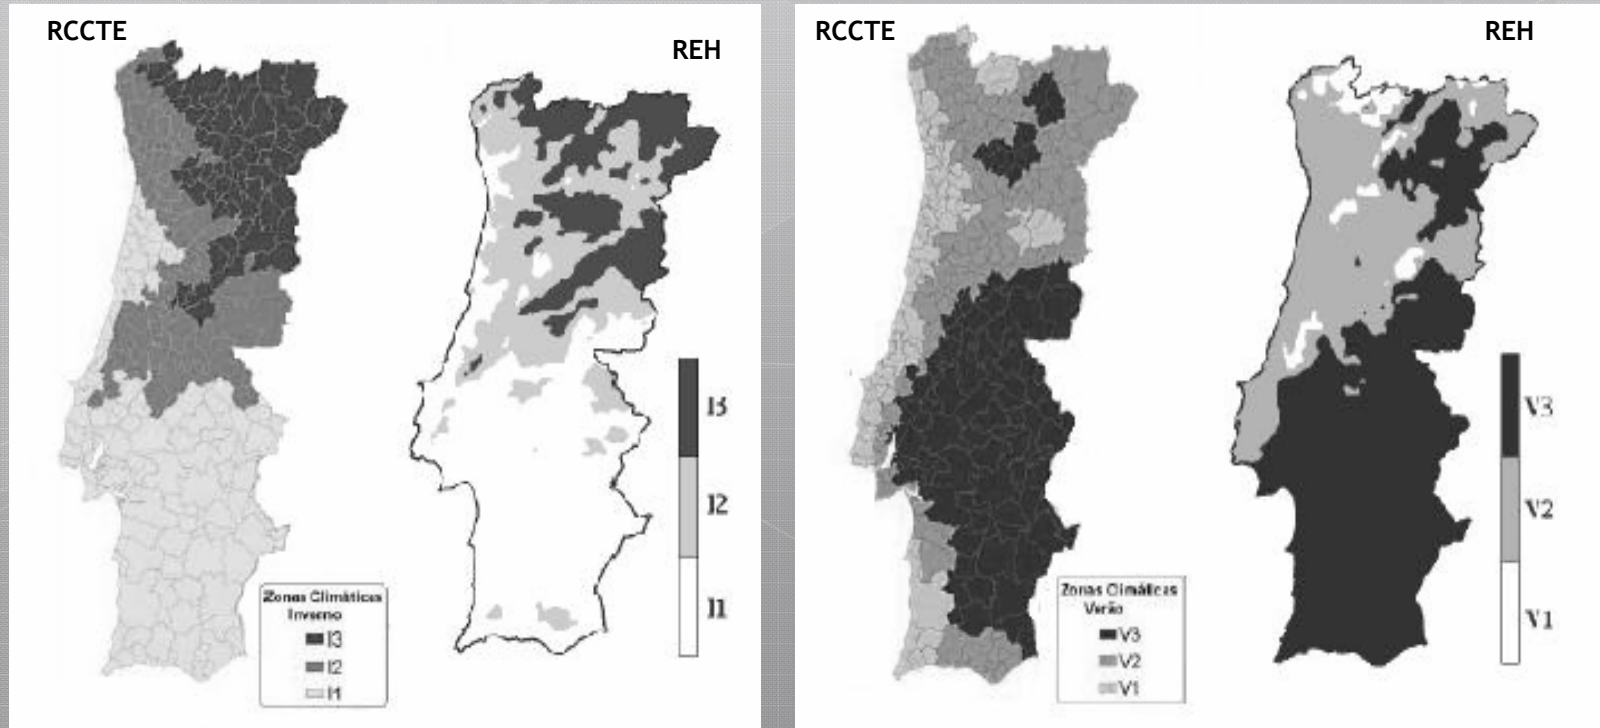 RCCTE
REH
I3
I2
I1
Zonas Climáticas
Inverno
I3
I2
I1
RCCTE
REH
V3
V2
V1
Zonas Climáticas
Verão
V3
V2
V1